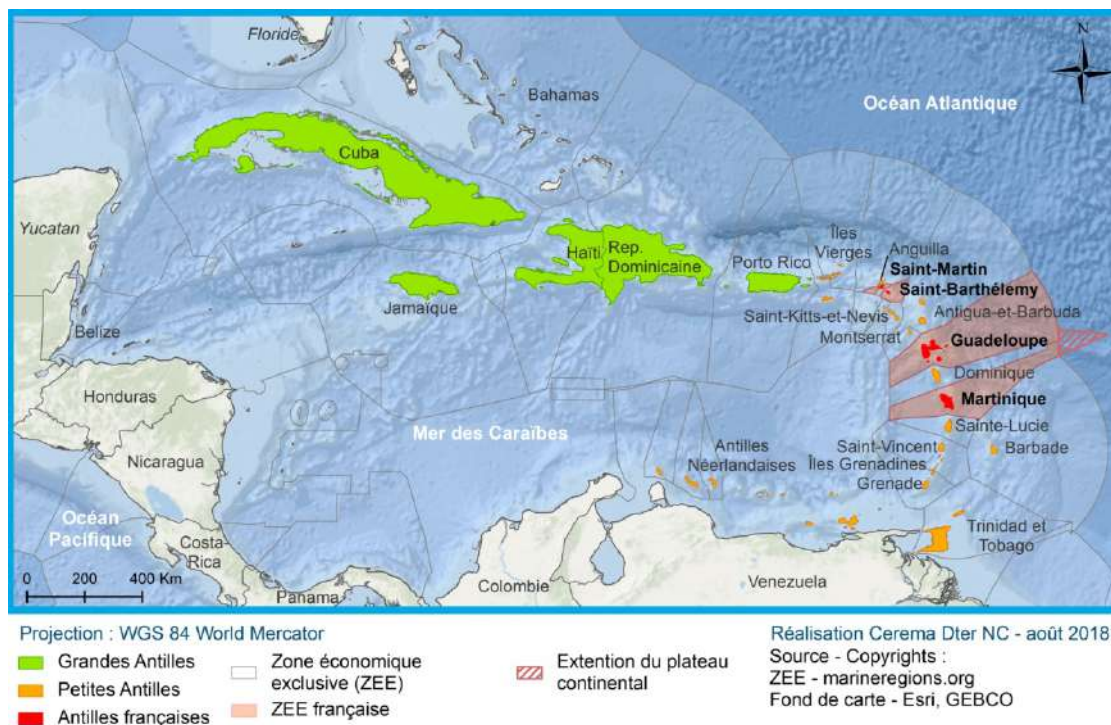 Floride
N
Bahamas
Océan Atlantique
Cuba
Yucatan
Haïti
Rep.
Dominicaine
Porto Rico
Îles
Vierges
Anguilla
Saint-Martin
Saint-Barthélemy
Jamaïque
Saint-Kitts-et-Nevis
Antigua-et-Barbuda
Belize
Montserrat
Guadeloupe
Dominique
Honduras
Martinique
Mer des Caraïbes
Sainte-Lucie
Nicaragua
Antilles
Néerlandaises
Saint-Vincent
Barbade
Îles Grenadines
Grenade
Océan
Pacifique
Costa-
Rica
Trinidad et
Tobago
0 200 400 Km
Panama
Colombie
Venezuela
Projection : WGS 84 World Mercator
Grandes Antilles
Petites Antilles
Antilles françaises
Zone économique
exclusive (ZEE)
ZEE française
Extention du plateau
continental
Réalisation Cerema Dter NC - août 2018
Source - Copyrights :
ZEE - marineregions.org
Fond de carte - Esri, GEBCO